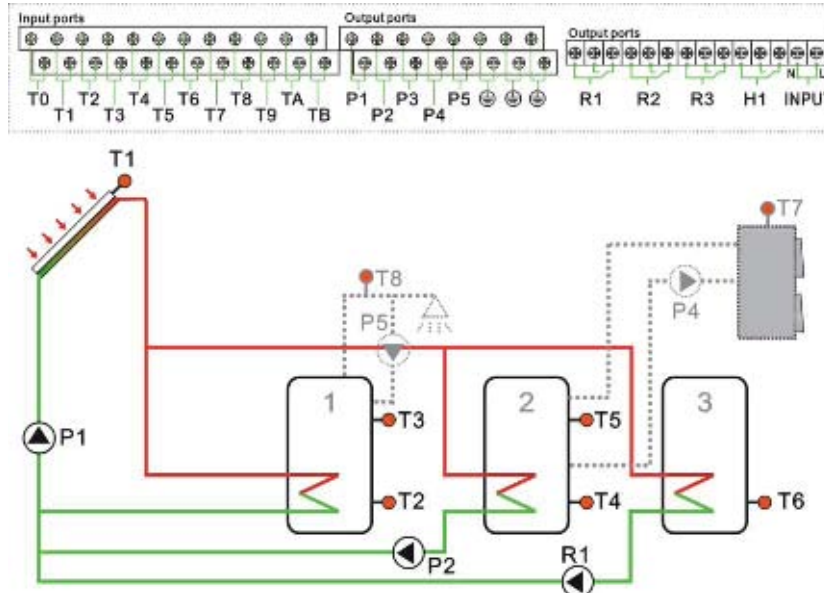 Input ports
Output ports
Output ports
T0 T2 T4 T6 T8 TA P1 P3 P5
T1 T3 T5 T7 T9 TB P2 P4
N L
R1 R2 R3 H1 INPUT
T1
T7
T8
P5
P4
1
2
3
T3
T5
P1
T2
T4
T6
P2
R1